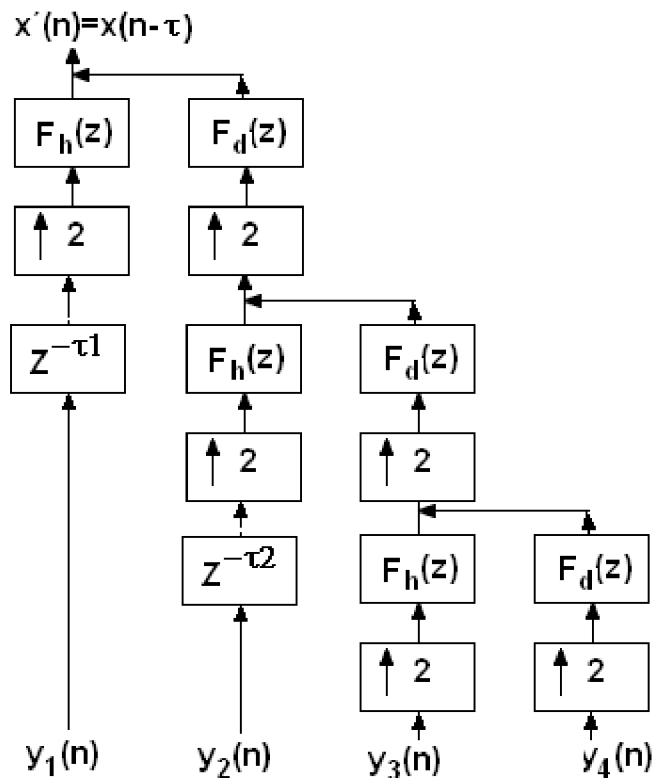 x´(n)=x(n-τ)
F_h(z) F_d(z)
2 2
Z^{-τ1} F_h(z) F_d(z)
2 2
Z^{-τ2} F_h(z) F_d(z)
2 2
y_1(n) y_2(n) y_3(n) y_4(n)